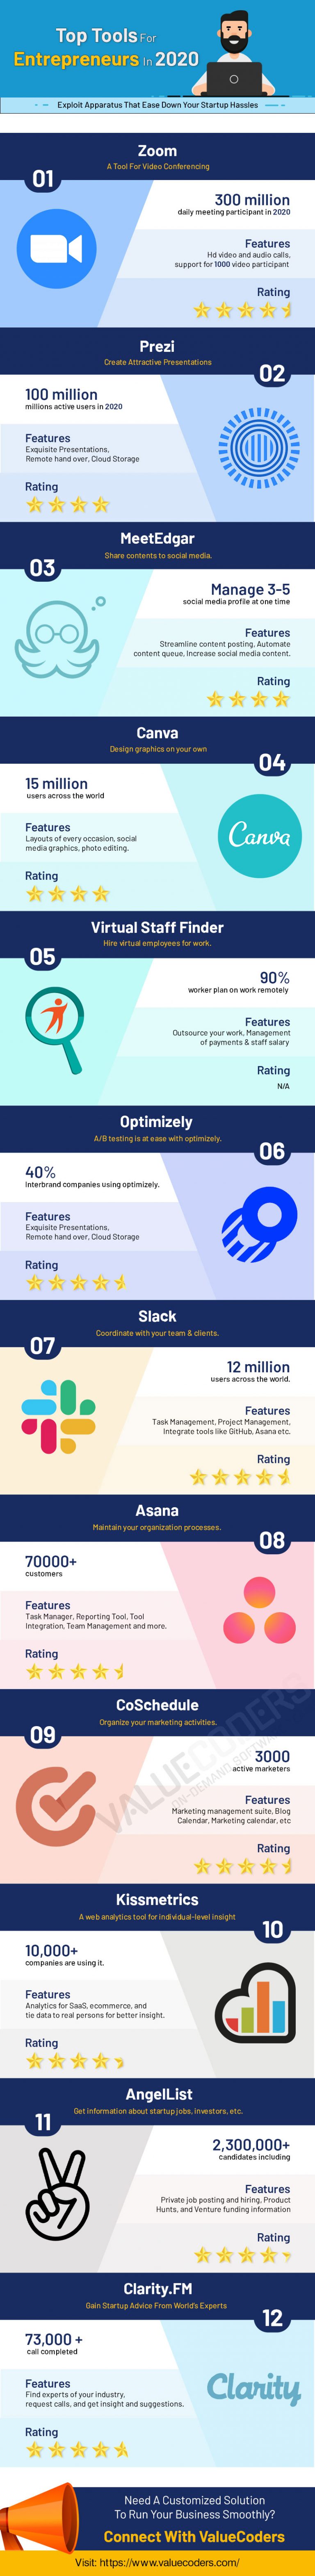 Top Tools For
Entrepreneurs In 2020
Exploit Apparatus That Ease Down Your Startup Hassles
Zoom
A Tool For Video Conferencing
01
300 million
daily meeting participant in 2020
Features
Hd video and audio calls,
support for 1000 video participant
Rating
Prezi
Create Attractive Presentations
02
100 million
millions active users in 2020
Features
Exquisite Presentations,
Remote hand over, Cloud Storage
Rating
MeetEdgar
Share contents to social media.
03
Manage 3-5
social media profile at one time
Features
Streamline content posting, Automate
content queue, Increase social media content.
Rating
Canva
Design graphics on your own
04
15 million
users across the world
Features
Layouts of every occasion, social
media graphics, photo editing.
Canva
Rating
Virtual Staff Finder
Hire virtual employees for work.
05
90%
worker plan on work remotely
Features
Outsource your work, Management
of payments & staff salary
Rating
N/A
Optimizely
A/B testing is at ease with optimizely.
06
40%
Interbrand companies using optimizely.
Features
Exquisite Presentations,
Remote hand over, Cloud Storage
Rating
Slack
Coordinate with your team & clients.
07
12 million
users across the world.
Features
Task Management, Project Management,
Integrate tools like GitHub, Asana etc.
Rating
Asana
Maintain your organization processes.
08
70000+
customers
Features
Task Manager, Reporting Tool, Tool
Integration, Team Management and more.
Rating
CoSchedule
Organize your marketing activities.
09
3000
active marketers
Features
Marketing management suite, Blog
Calendar, Marketing calendar, etc
Rating
VALUECODERS
ON-DEMAND SOFTWA
Kissmetrics
A web analytics tool for individual-level insight
10
10,000+
companies are using it.
Features
Analytics for SaaS, ecommerce, and
tie data to real persons for better insight.
Rating
AngelList
Get information about startup jobs, investors, etc.
11
2,300,000+
candidates including
Features
Private job posting and hiring, Product
Hunts, and Venture funding information
Rating
Clarity.FM
Gain Startup Advice From World's Experts
12
73,000 +
call completed
Features
Find experts of your industry,
request calls, and get insight and suggestions.
Clarity
Rating
Need A Customized Solution
To Run Your Business Smoothly?
Connect With ValueCoders
Visit: https://www.valuecoders.com/